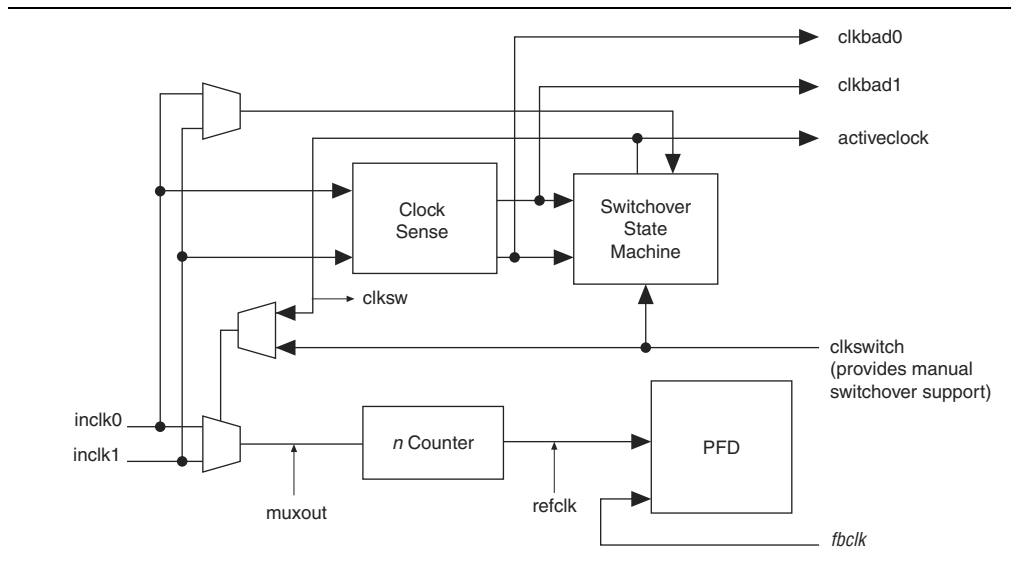 clkbad0
clkbad1
activeclock
Clock
Sense
Switchover
State
Machine
clksw
clkswitch
(provides manual
switchover support)
inclk0
inclk1
n Counter
PFD
muxout
refclk
fbclk